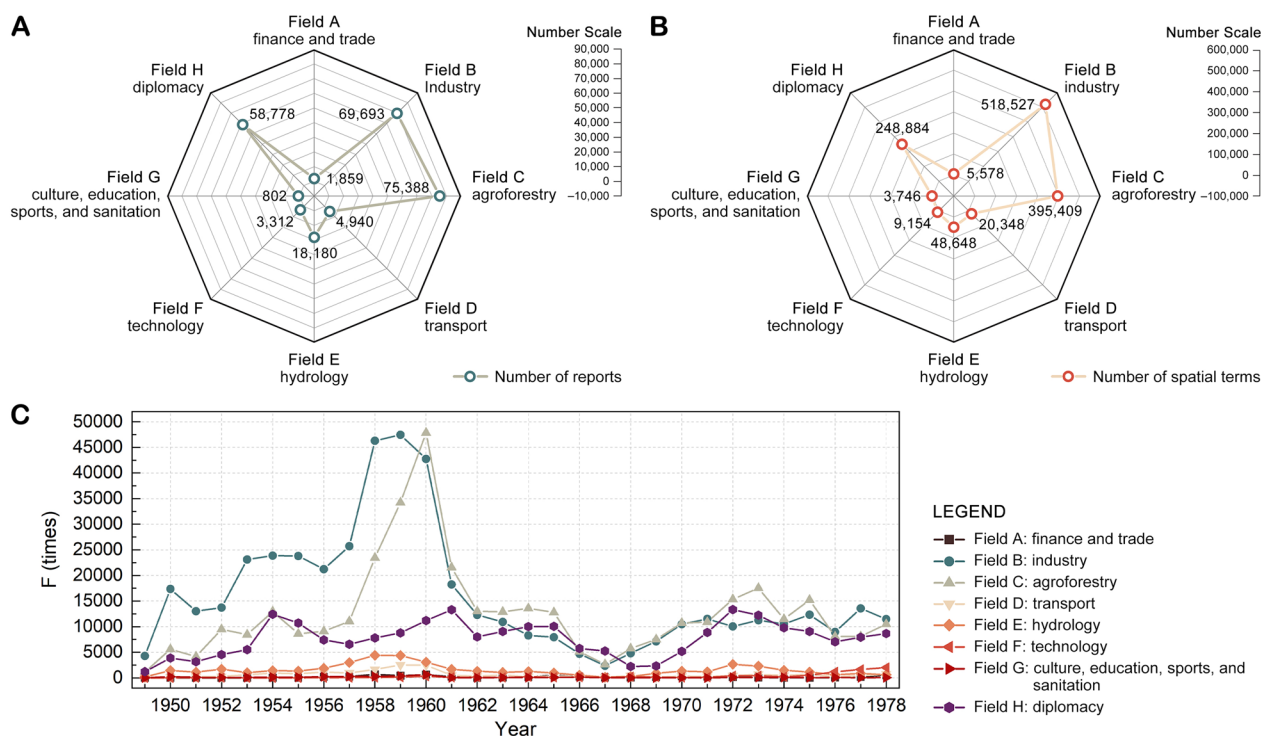 A
Field A
finance and trade
Field B
Industry
Field C
agroforestry
Field D
transport
Field E
hydrology
Field F
technology
Field G
culture, education,
sports, and sanitation
Field H
diplomacy
58,778
69,693
1,859
75,388
802
3,312
4,940
18,180
Number Scale
90,000
80,000
70,000
60,000
50,000
40,000
30,000
20,000
10,000
0
−10,000
Number of reports
B
Field A
finance and trade
Field B
industry
Field C
agroforestry
Field D
transport
Field E
hydrology
Field F
technology
Field G
culture, education,
sports, and sanitation
Field H
diplomacy
518,527
248,884
5,578
3,746
395,409
9,154
20,348
48,648
Number Scale
600,000
500,000
400,000
300,000
200,000
100,000
0
−100,000
Number of spatial terms
C
F (times)
50000
45000
40000
35000
30000
25000
20000
15000
10000
5000
0
1950 1952 1954 1956 1958 1960 1962 1964 1966 1968 1970 1972 1974 1976 1978
Year
LEGEND
Field A: finance and trade
Field B: industry
Field C: agroforestry
Field D: transport
Field E: hydrology
Field F: technology
Field G: culture, education, sports, and
sanitation
Field H: diplomacy